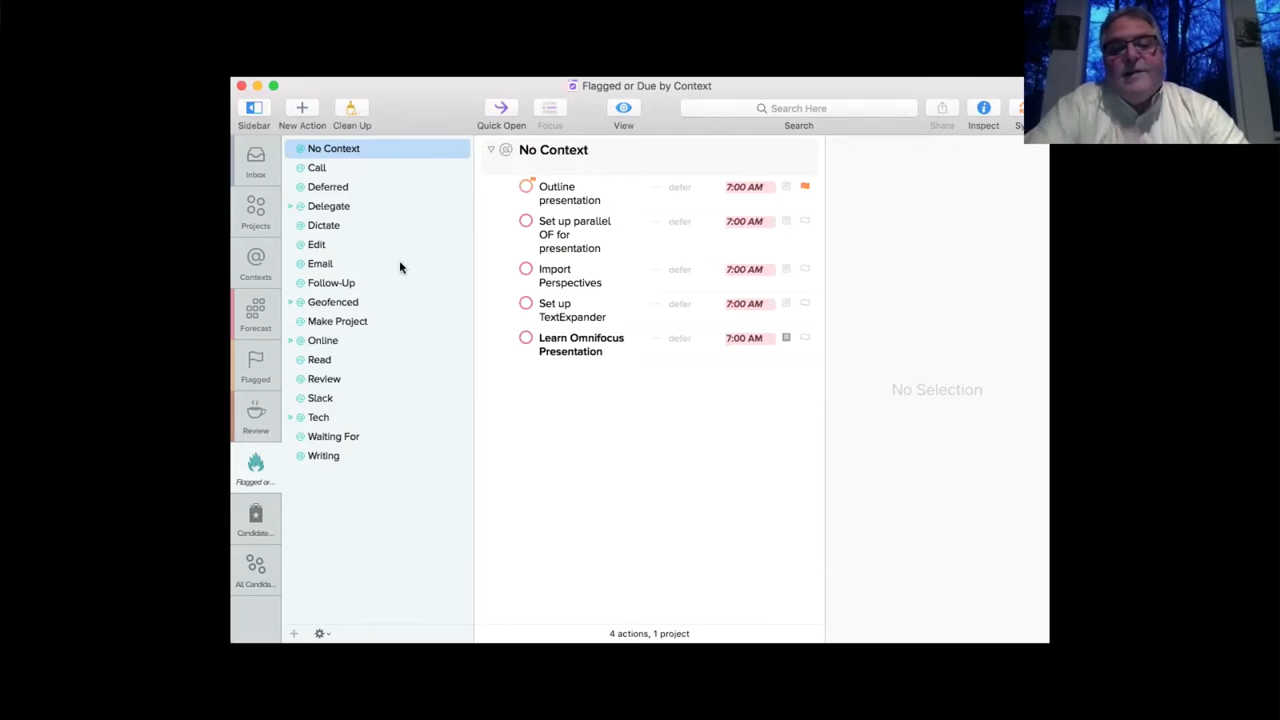 Flagged or Due by Context
Sidebar
New Action
Clean Up
Quick Open
Focus
View
Search Here
Search
Share
Inspect
Inbox
Projects
Contexts
Forecast
Flagged
Review
Flagged or...
Candidate...
All Candida...
No Context
Call
Deferred
Delegate
Dictate
Edit
Email
Follow-Up
Geofenced
Make Project
Online
Read
Review
Slack
Tech
Waiting For
Writing
No Context
Outline
presentation
defer
7:00 AM
Set up parallel
OF for
presentation
defer
7:00 AM
Import
Perspectives
defer
7:00 AM
Set up
TextExpander
defer
7:00 AM
Learn Omnifocus
Presentation
defer
7:00 AM
4 actions, 1 project
No Selection